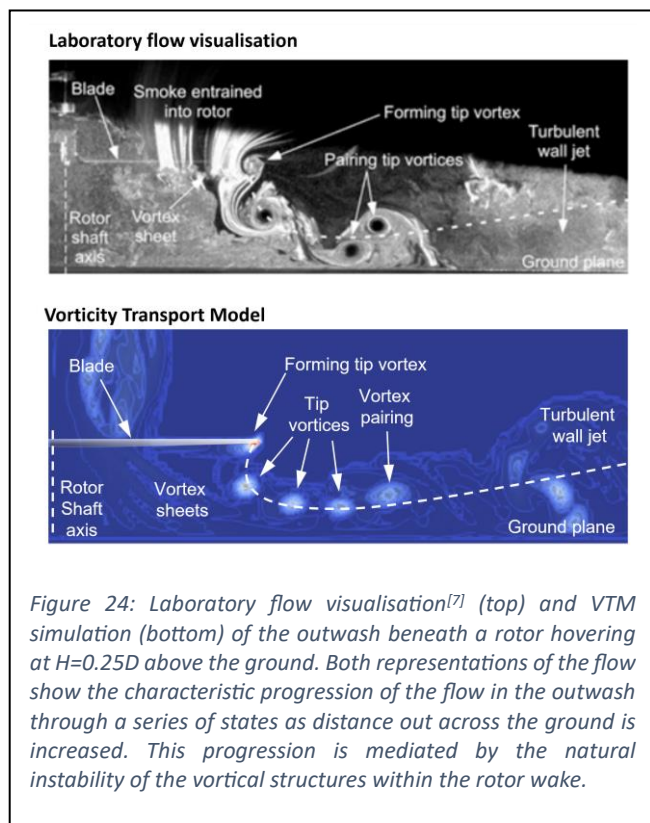 Laboratory flow visualisation
Blade
Smoke entrained
into rotor
Forming tip vortex
Turbulent
wall jet
Pairing tip vortices
Rotor
shaft
axis
Vortex
sheet
Ground plane
Vorticity Transport Model
Blade
Forming tip vortex
Tip
vortices
Vortex
pairing
Turbulent
wall jet
Rotor
Shaft
axis
Vortex
sheets
Ground plane
Figure 24: Laboratory flow visualisation[7] (top) and VTM
simulation (bottom) of the outwash beneath a rotor hovering
at H=0.25D above the ground. Both representations of the flow
show the characteristic progression of the flow in the outwash
through a series of states as distance out across the ground is
increased. This progression is mediated by the natural
instability of the vortical structures within the rotor wake.